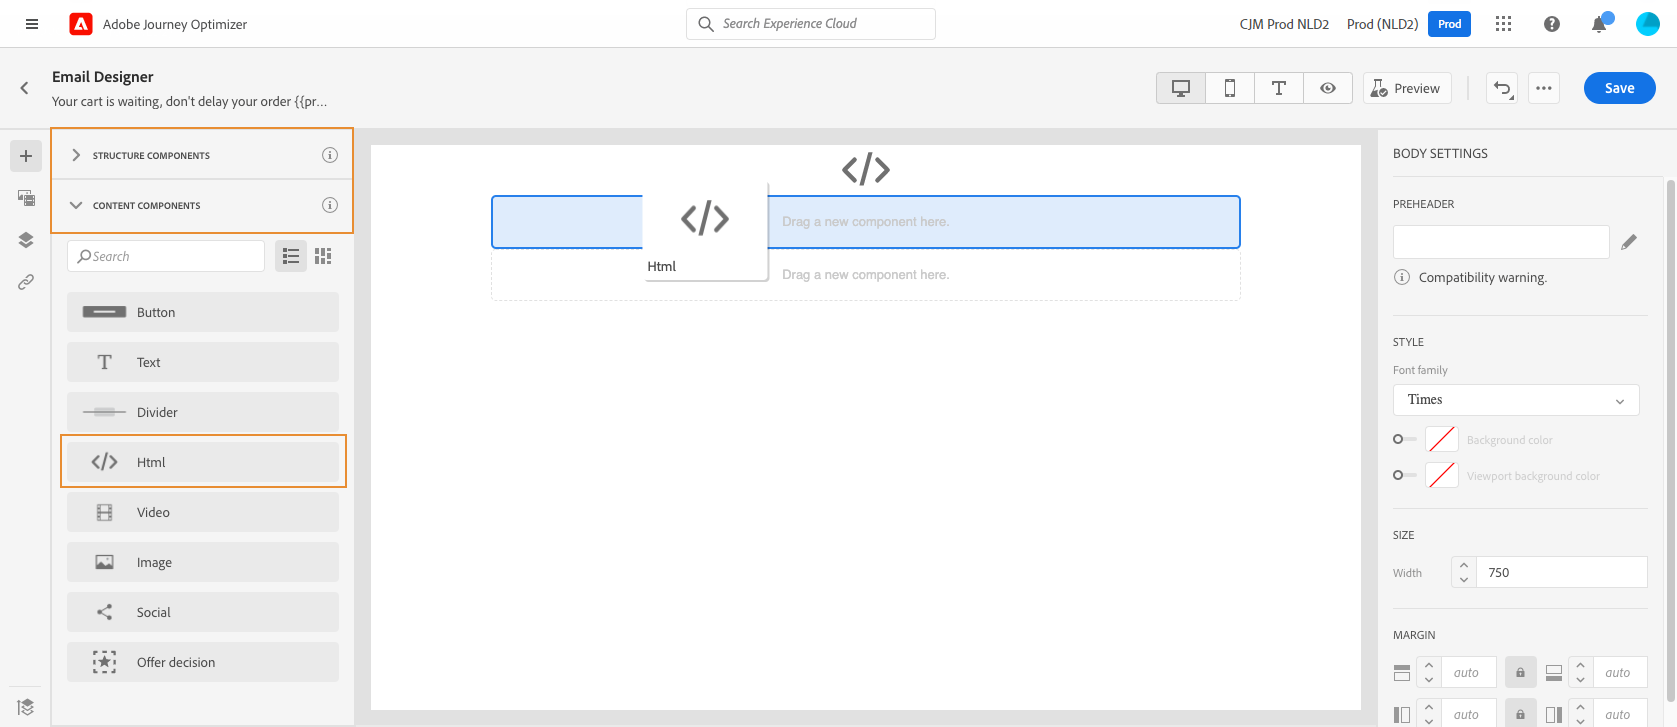 Adobe Journey Optimizer
Search Experience Cloud
CJM Prod NLD2
Prod (NLD2)
Prod
Email Designer
Your cart is waiting, don't delay your order {{pr...
Preview
Save
STRUCTURE COMPONENTS
CONTENT COMPONENTS
Search
Button
Text
Divider
Html
Video
Image
Social
Offer decision
Drag a new component here.
Html
Drag a new component here.
BODY SETTINGS
PREHEADER
Compatibility warning.
STYLE
Font family
Times
Background color
Viewport background color
SIZE
Width
750
MARGIN
auto
auto
auto
auto